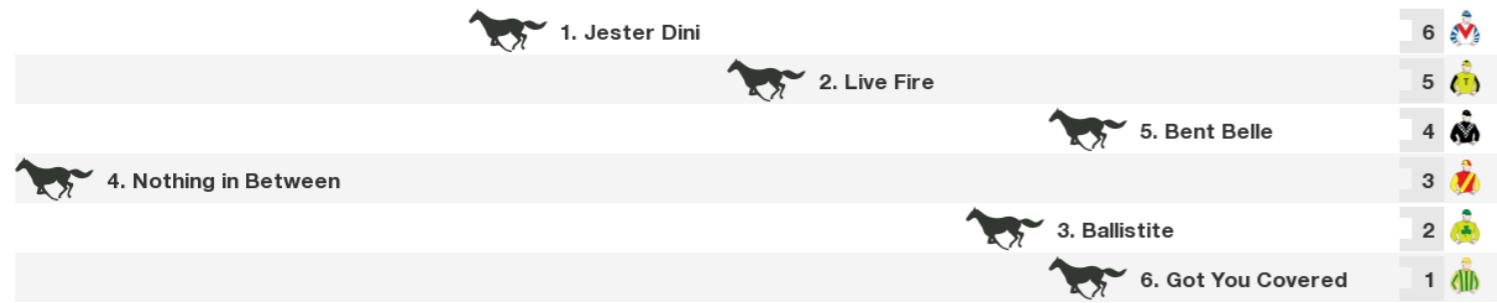 1. Jester Dini 6
2. Live Fire 5 T
5. Bent Belle 4
4. Nothing in Between 3
3. Ballistite 2
6. Got You Covered 1